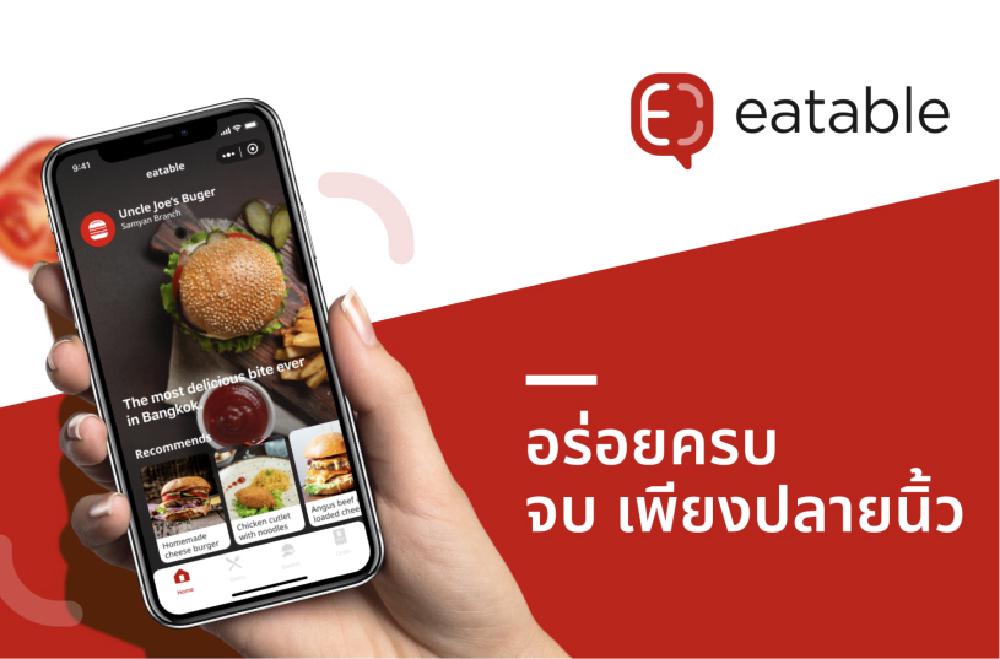 eatable
9:41
eatable
Uncle Joe's Buger
Samyan Branch
The most delicious bite ever
in Bangkok
Recommends
Homemade
cheese burger
Chicken cutlet
with noodles
Angus beef
loaded chee
Home
อร่อยครบ
จบ เพียงปลายนิ้ว